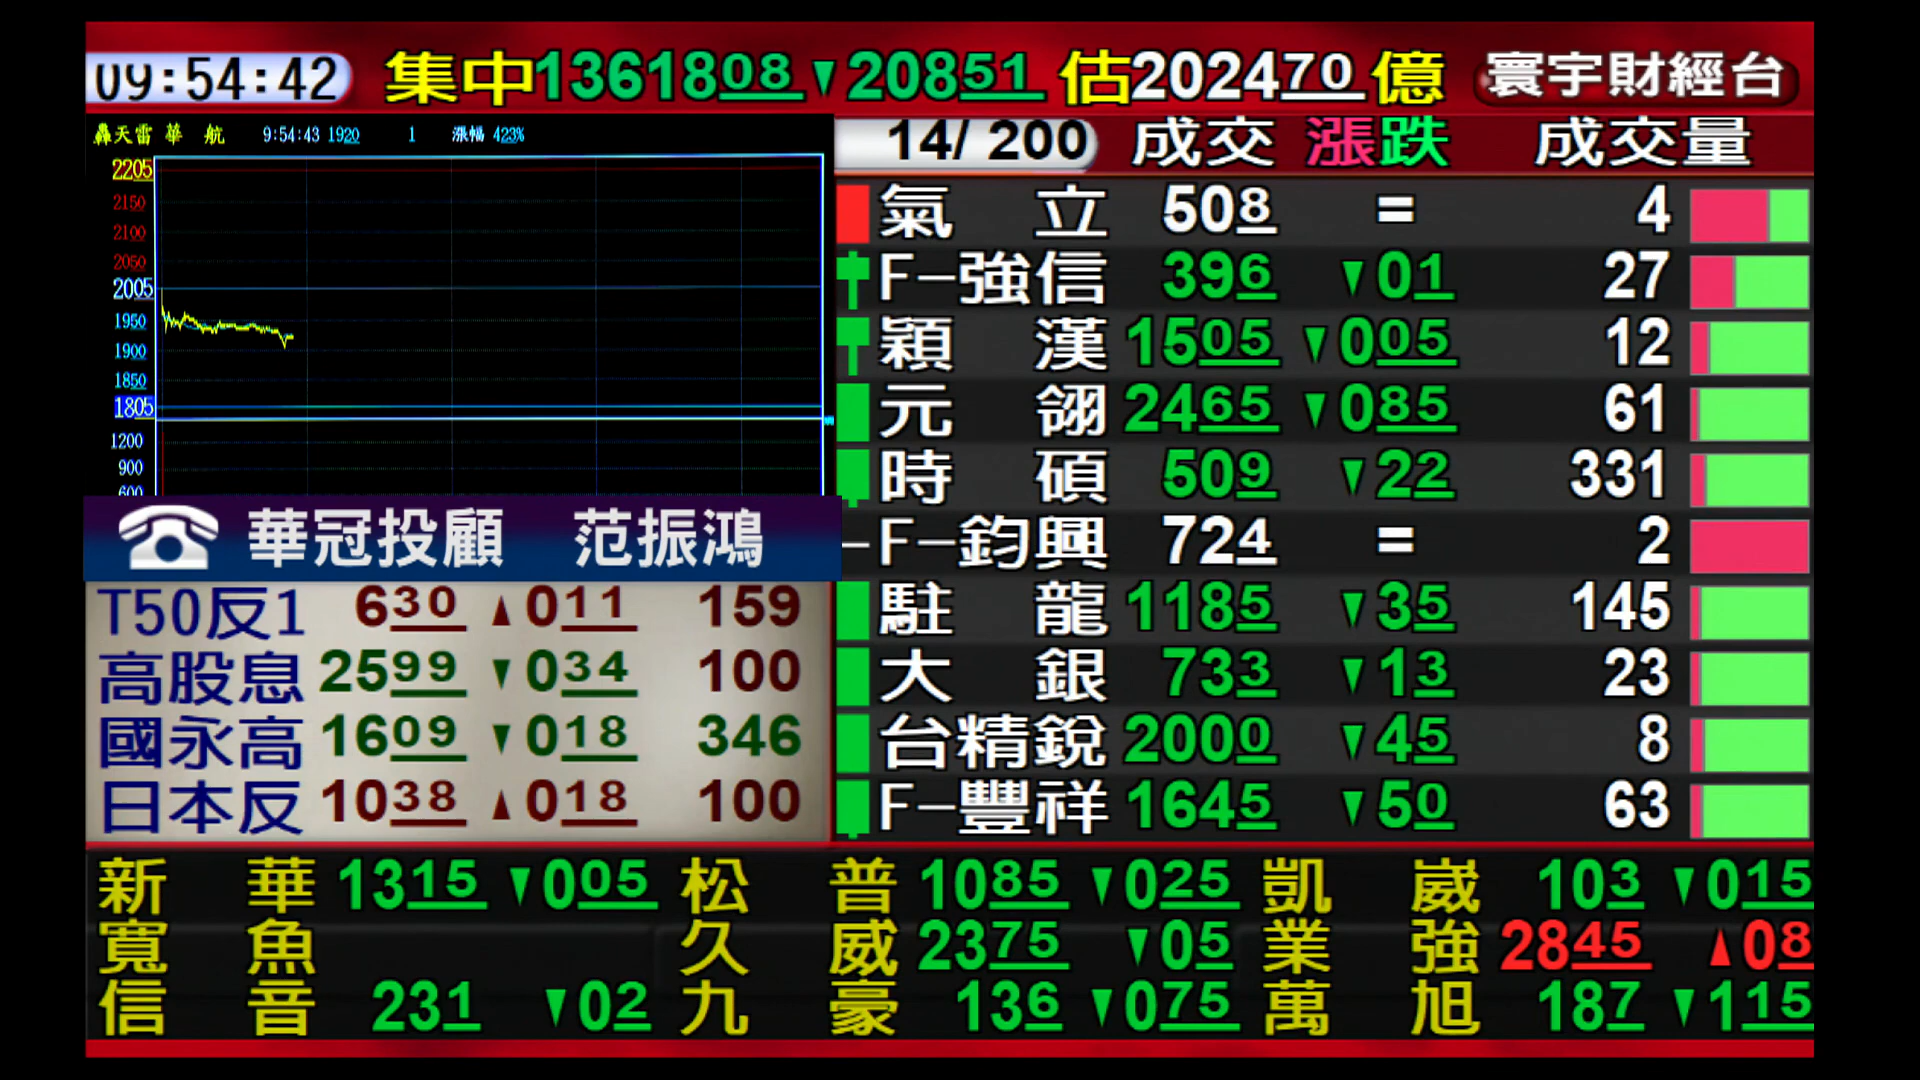 09:54:42 集中1361808▼20851 估202470億 寰宇財經台
轟天雷 華航 9:54:43 1920 1 漲幅 423%
2205
2150
2100
2050
2005
1950
1900
1850
1805
1200
900
600
華冠投顧 范振鴻
T50反1 630 ▲011 159
高股息 2599 ▼034 100
國永高 1609 ▼018 346
日本反 1038 ▲018 100
14/ 200 成交 漲跌 成交量
氣立 508 = 4
F-強信 396 ▼01 27
穎漢 1505 ▼005 12
元翎 2465 ▼085 61
時碩 509 ▼22 331
F-鈞興 724 = 2
駐龍 1185 ▼35 145
大銀 733 ▼13 23
台精銳 2000 ▼45 8
F-豐祥 1645 ▼50 63
新華 1315 ▼005 松普 1085 ▼025 凱崴 103 ▼015
寬魚 久威 2375 ▼05 業強 2845 ▲08
信音 231 ▼02 九豪 136 ▼075 萬旭 187 ▼115